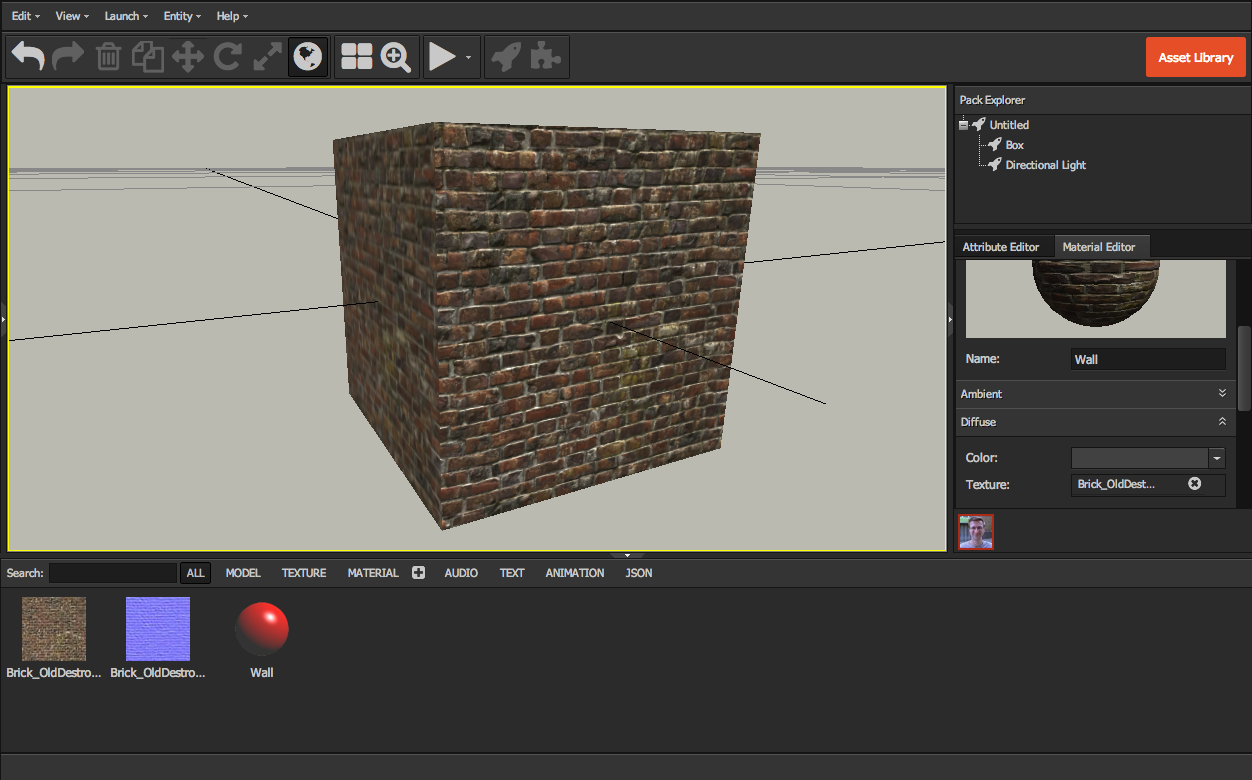 Edit View Launch Entity Help
Asset Library
Pack Explorer
Untitled
Box
Directional Light
Attribute Editor Material Editor
Name: Wall
Ambient
Diffuse
Color:
Texture: Brick_OldDest...
Search: ALL MODEL TEXTURE MATERIAL AUDIO TEXT ANIMATION JSON
Brick_OldDestro... Brick_OldDestro... Wall